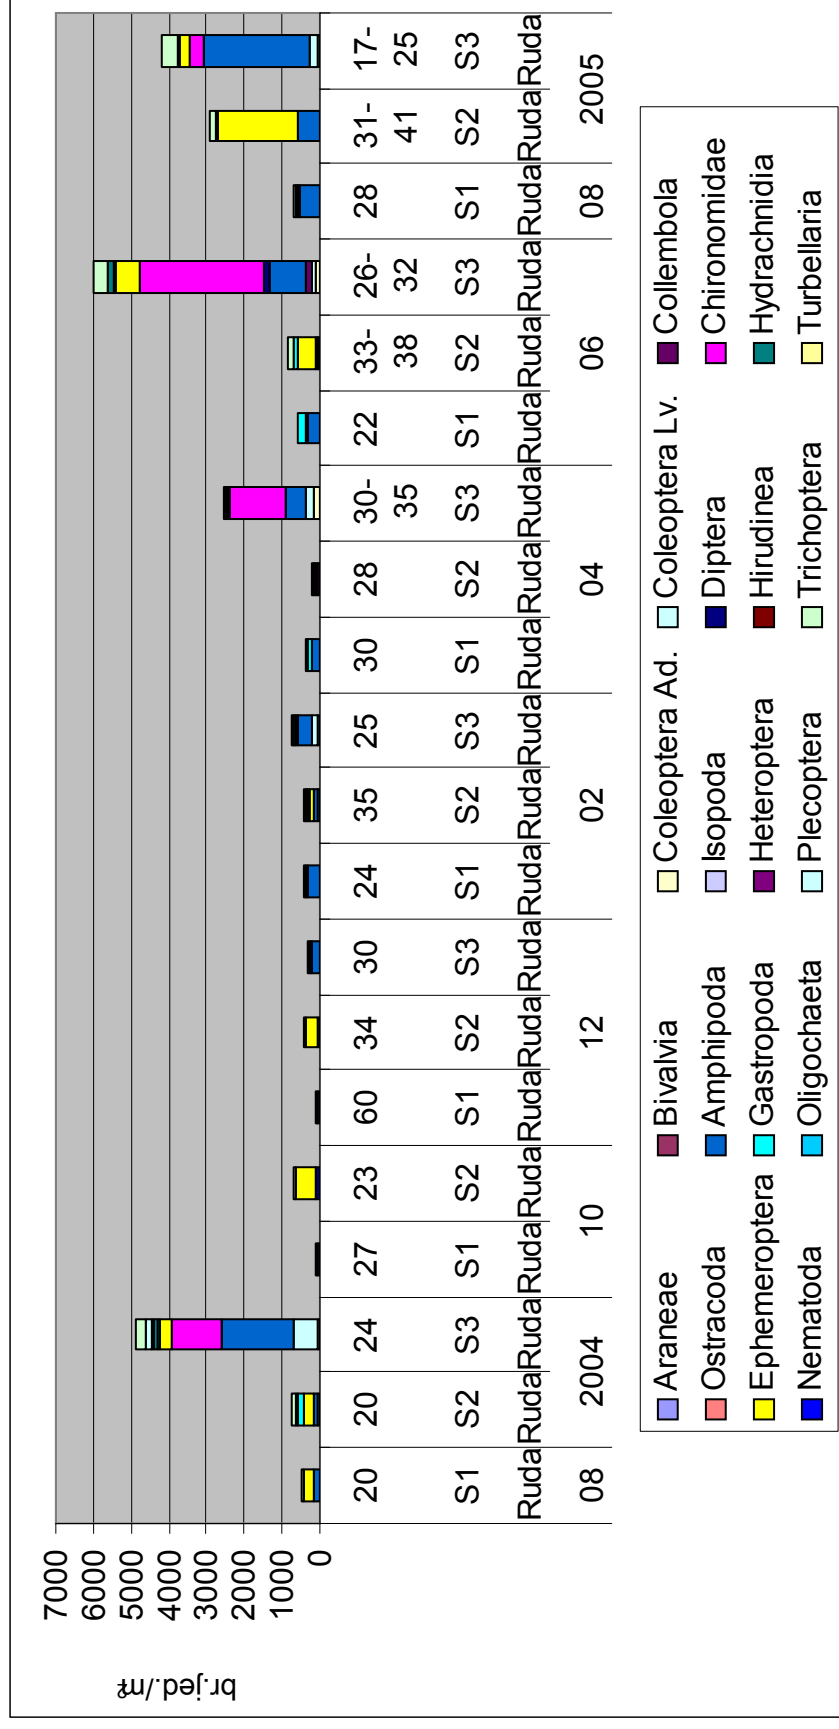 br.jed./m²
7000
6000
5000
4000
3000
2000
1000
0
20 20 24 27 23 60 34 30 24 35 25 30 28 30- 22 33- 26- 28 31- 17-
35 38 32 41 25
S1 S2 S3 S1 S2 S1 S2 S3 S1 S2 S3 S1 S2 S3 S1 S2 S3 S1 S2 S3
Ruda Ruda Ruda Ruda Ruda Ruda Ruda Ruda Ruda Ruda Ruda Ruda Ruda Ruda Ruda Ruda Ruda Ruda Ruda Ruda
08 2004 10 12 02 04 06 08 2005
Araneae Bivalvia Coleoptera Ad. Coleoptera Lv. Collembola
Ostracoda Amphipoda Isopoda Diptera Chironomidae
Ephemeroptera Gastropoda Heteroptera Hirudinea Hydrachnidia
Nematoda Oligochaeta Plecoptera Trichoptera Turbellaria